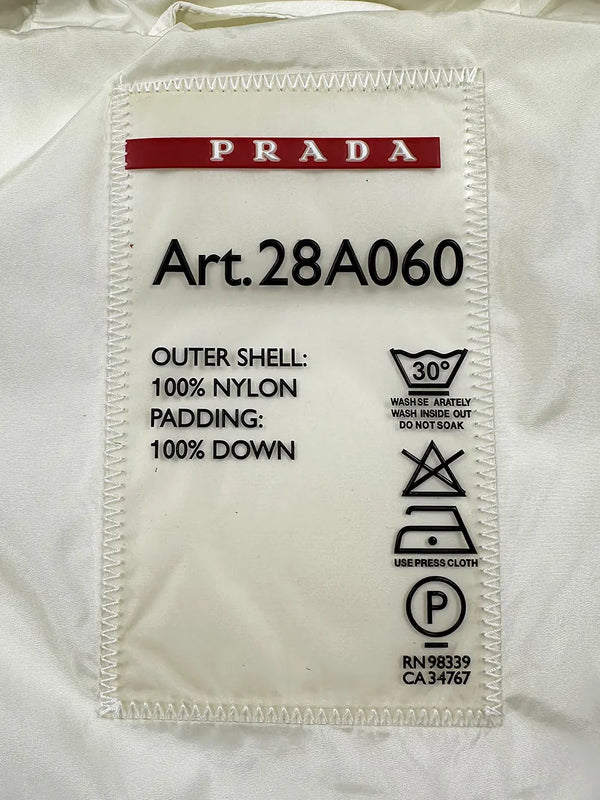 PRADA
Art.28A060
OUTER SHELL:
100% NYLON
PADDING:
100% DOWN
30°
WASH SE ARATELY
WASH INSIDE OUT
DO NOT SOAK
USE PRESS CLOTH
P
RN 98339
CA 34767